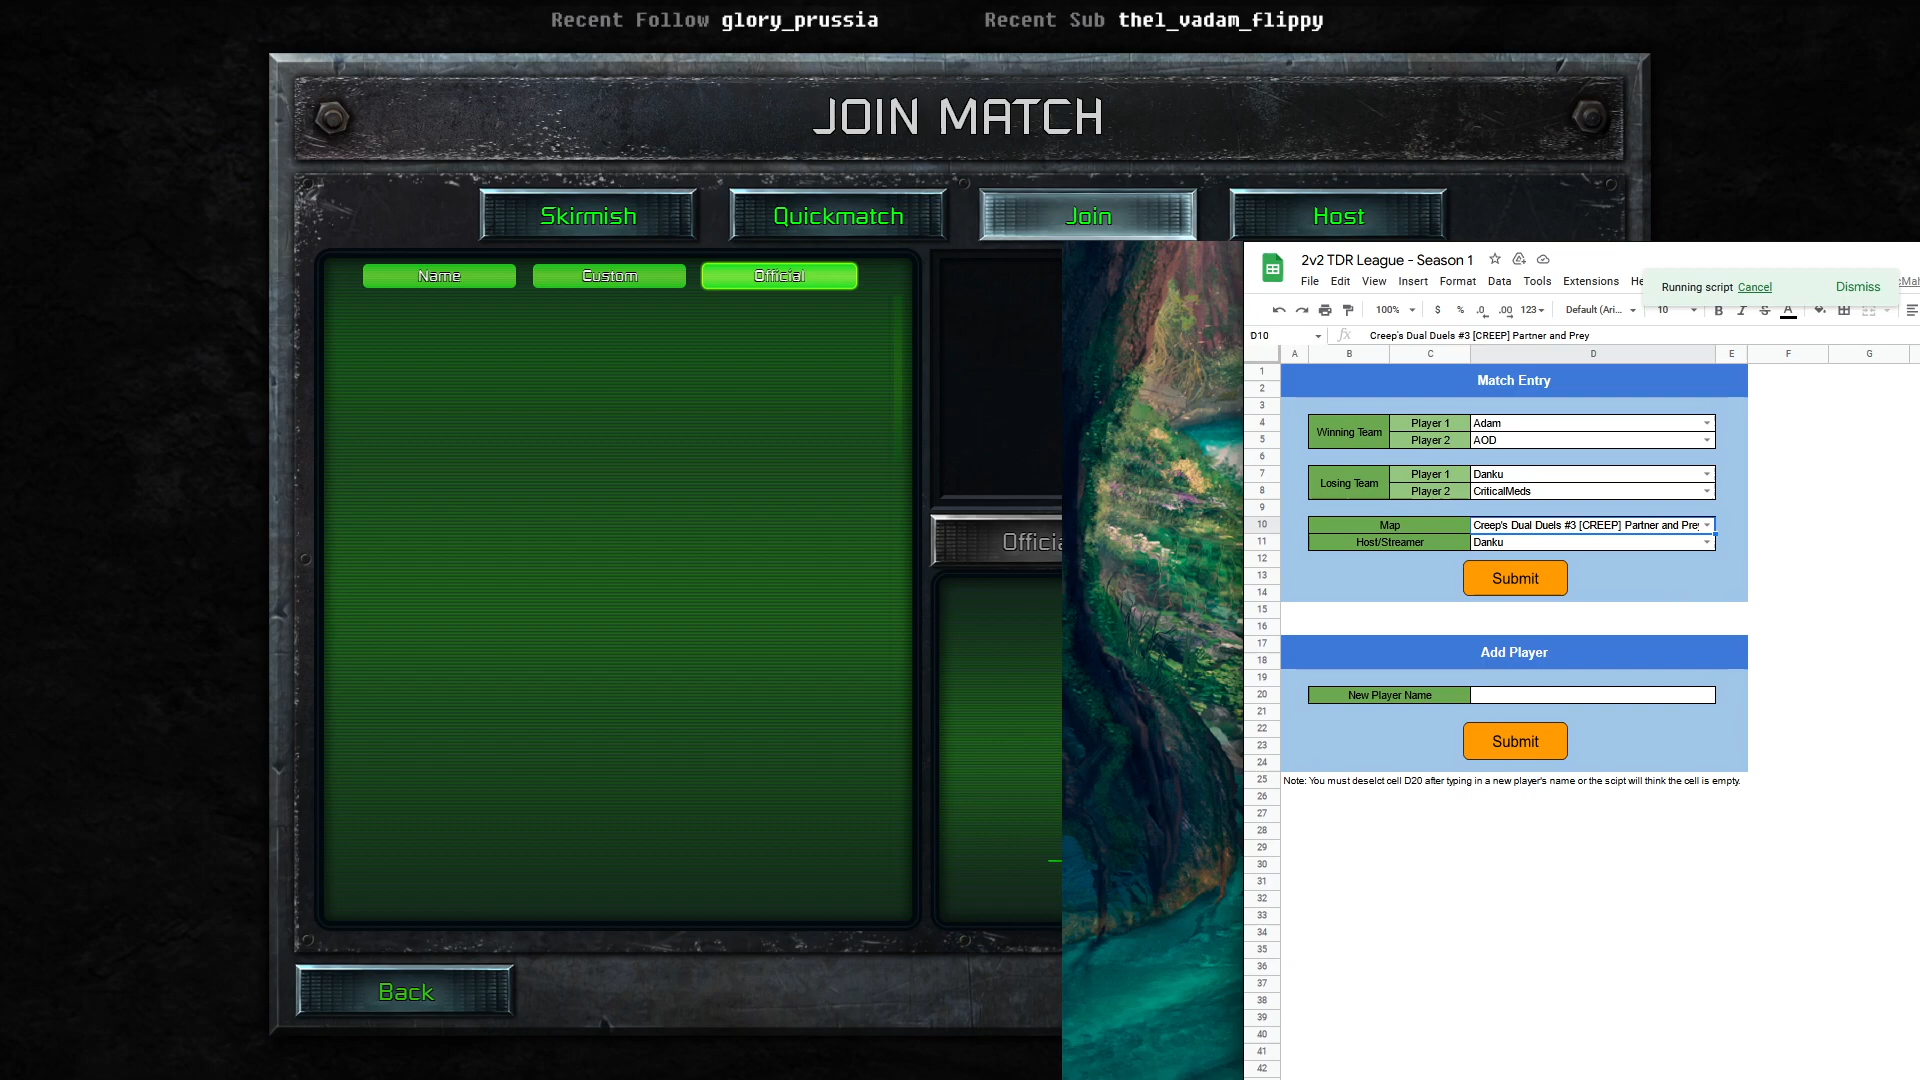 Recent Follow glory_prussia Recent Sub thel_vadam_flippy
JOIN MATCH
Skirmish Quickmatch Join Host
Name Custom Official
Back
2v2 TDR League - Season 1
File Edit View Insert Format Data Tools Extensions He
Running script Cancel Dismiss
100% $ % .0 .00 123 Default (Ari... 10 B I S A
D10 fx Creep's Dual Duels #3 [CREEP] Partner and Prey
A B C D E F G
1 Match Entry
2
3
4 Winning Team Player 1 Adam
5 Player 2 AOD
6
7 Losing Team Player 1 Danku
8 Player 2 CriticalMeds
9
10 Map Creep's Dual Duels #3 [CREEP] Partner and Prey
11 Host/Streamer Danku
12
13 Submit
14
15
16
17 Add Player
18
19
20 New Player Name
21
22
23 Submit
24
25 Note: You must deselct cell D20 after typing in a new player's name or the scipt will think the cell is empty.
26
27
28
29
30
31
32
33
34
35
36
37
38
39
40
41
42